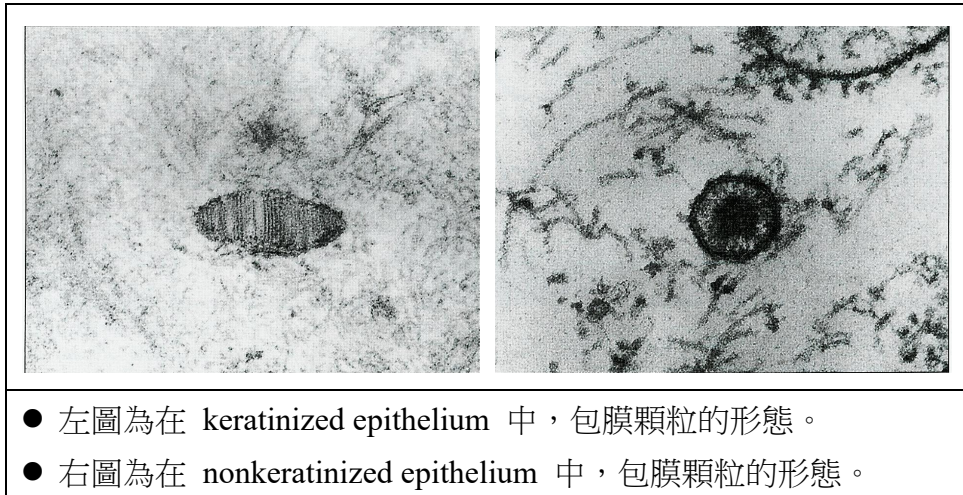 ● 左圖為在 keratinized epithelium 中，包膜顆粒的形態。
● 右圖為在 nonkeratinized epithelium 中，包膜顆粒的形態。